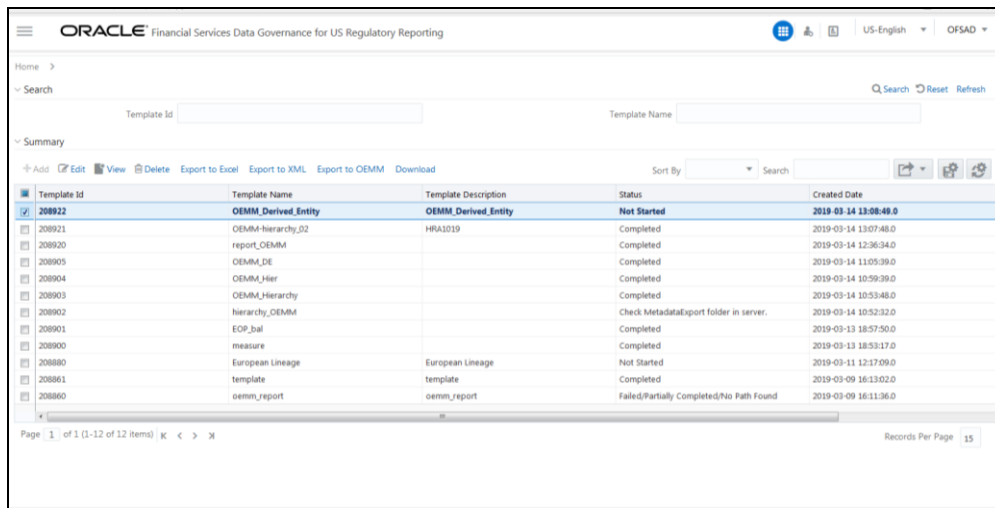 ORACLE® Financial Services Data Governance for US Regulatory Reporting US-English OFSAD
Home >
Search Search Reset Refresh
Template Id Template Name
Summary
Add Edit View Delete Export to Excel Export to XML Export to OEMM Download Sort By Search
Template Id Template Name Template Description Status Created Date
208922 OEMM_Derived_Entity OEMM_Derived_Entity Not Started 2019-03-14 13:08:49.0
208921 OEMM-hierarchy_02 HRA1019 Completed 2019-03-14 13:07:48.0
208920 report_OEMM Completed 2019-03-14 12:36:34.0
208905 OEMM_DE Completed 2019-03-14 11:05:39.0
208904 OEMM_Hier Completed 2019-03-14 10:59:39.0
208903 OEMM_Hierarchy Completed 2019-03-14 10:53:48.0
208902 hierarchy_OEMM Check MetadataExport folder in server. 2019-03-14 10:52:32.0
208901 EOP_bal Completed 2019-03-13 18:57:50.0
208900 measure Completed 2019-03-13 18:53:17.0
208880 European Lineage European Lineage Not Started 2019-03-11 12:17:09.0
208861 template template Completed 2019-03-09 16:13:02.0
208860 oemm_report oemm_report Failed/Partially Completed/No Path Found 2019-03-09 16:11:36.0
Page 1 of 1 (1-12 of 12 items) Records Per Page 15